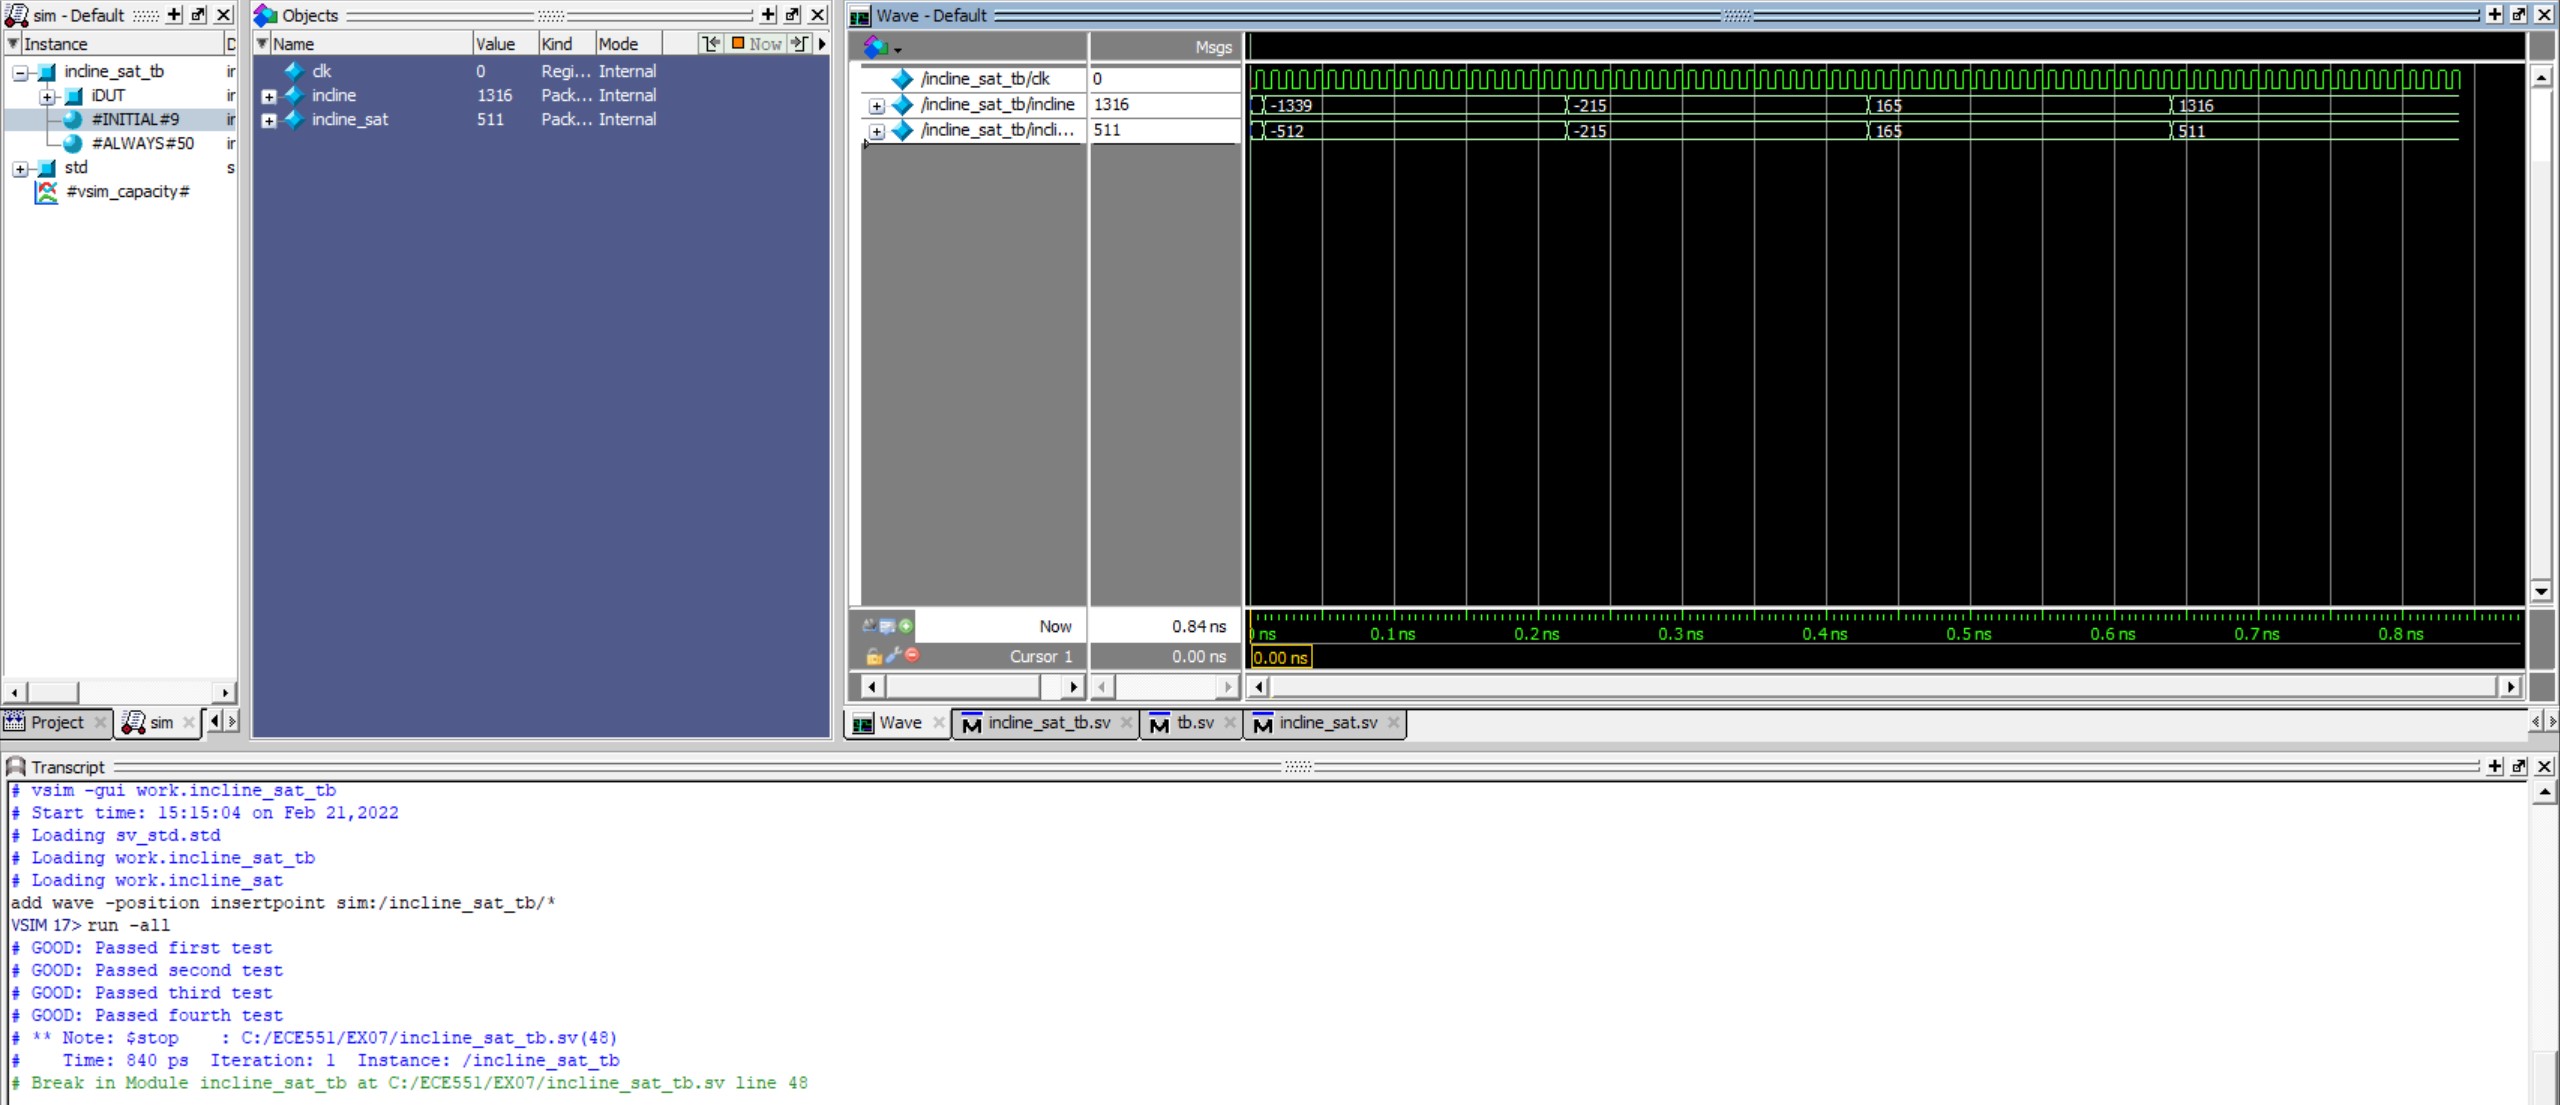 sim - Default
Instance
D
incline_sat_tb
ir
iDUT
ir
#INITIAL#9
ir
#ALWAYS#50
ir
std
s
#vsim_capacity#
Project
sim
Objects
Name Value Kind Mode Now
clk 0 Regi... Internal
incline 1316 Pack... Internal
incline_sat 511 Pack... Internal
Wave - Default
Msgs
/incline_sat_tb/clk 0
/incline_sat_tb/incline 1316 -1339 -215 165 1316
/incline_sat_tb/incli... 511 -512 -215 165 511
Now 0.84 ns
ns 0.1 ns 0.2 ns 0.3 ns 0.4 ns 0.5 ns 0.6 ns 0.7 ns 0.8 ns
Cursor 1 0.00 ns 0.00 ns
Wave incline_sat_tb.sv tb.sv incline_sat.sv
Transcript
# vsim -gui work.incline_sat_tb
# Start time: 15:15:04 on Feb 21,2022
# Loading sv_std.std
# Loading work.incline_sat_tb
# Loading work.incline_sat
add wave -position insertpoint sim:/incline_sat_tb/*
VSIM 17> run -all
# GOOD: Passed first test
# GOOD: Passed second test
# GOOD: Passed third test
# GOOD: Passed fourth test
# ** Note: $stop    : C:/ECE551/EX07/incline_sat_tb.sv(48)
#    Time: 840 ps  Iteration: 1  Instance: /incline_sat_tb
# Break in Module incline_sat_tb at C:/ECE551/EX07/incline_sat_tb.sv line 48